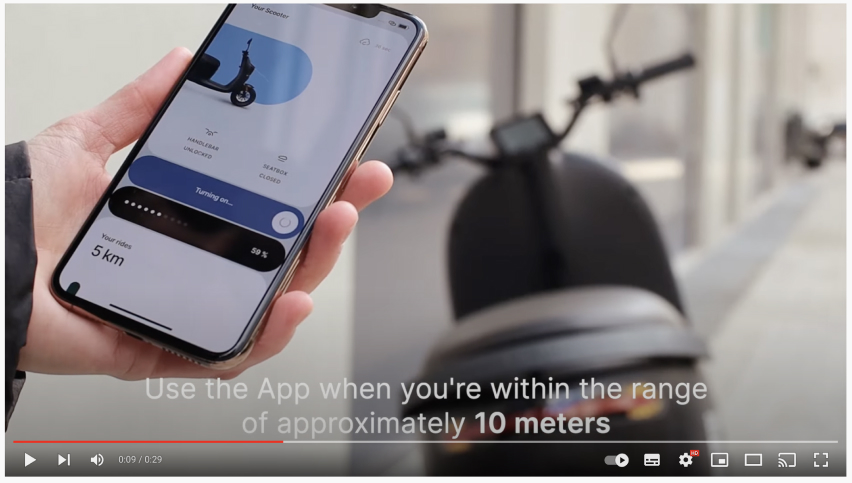 Your Scooter
HANDLEBAR
UNLOCKED
SEATBOX
CLOSED
Turning on...
59 %
Your rides
5 km
Use the App when you're within the range
of approximately 10 meters
0:09 / 0:29
HD